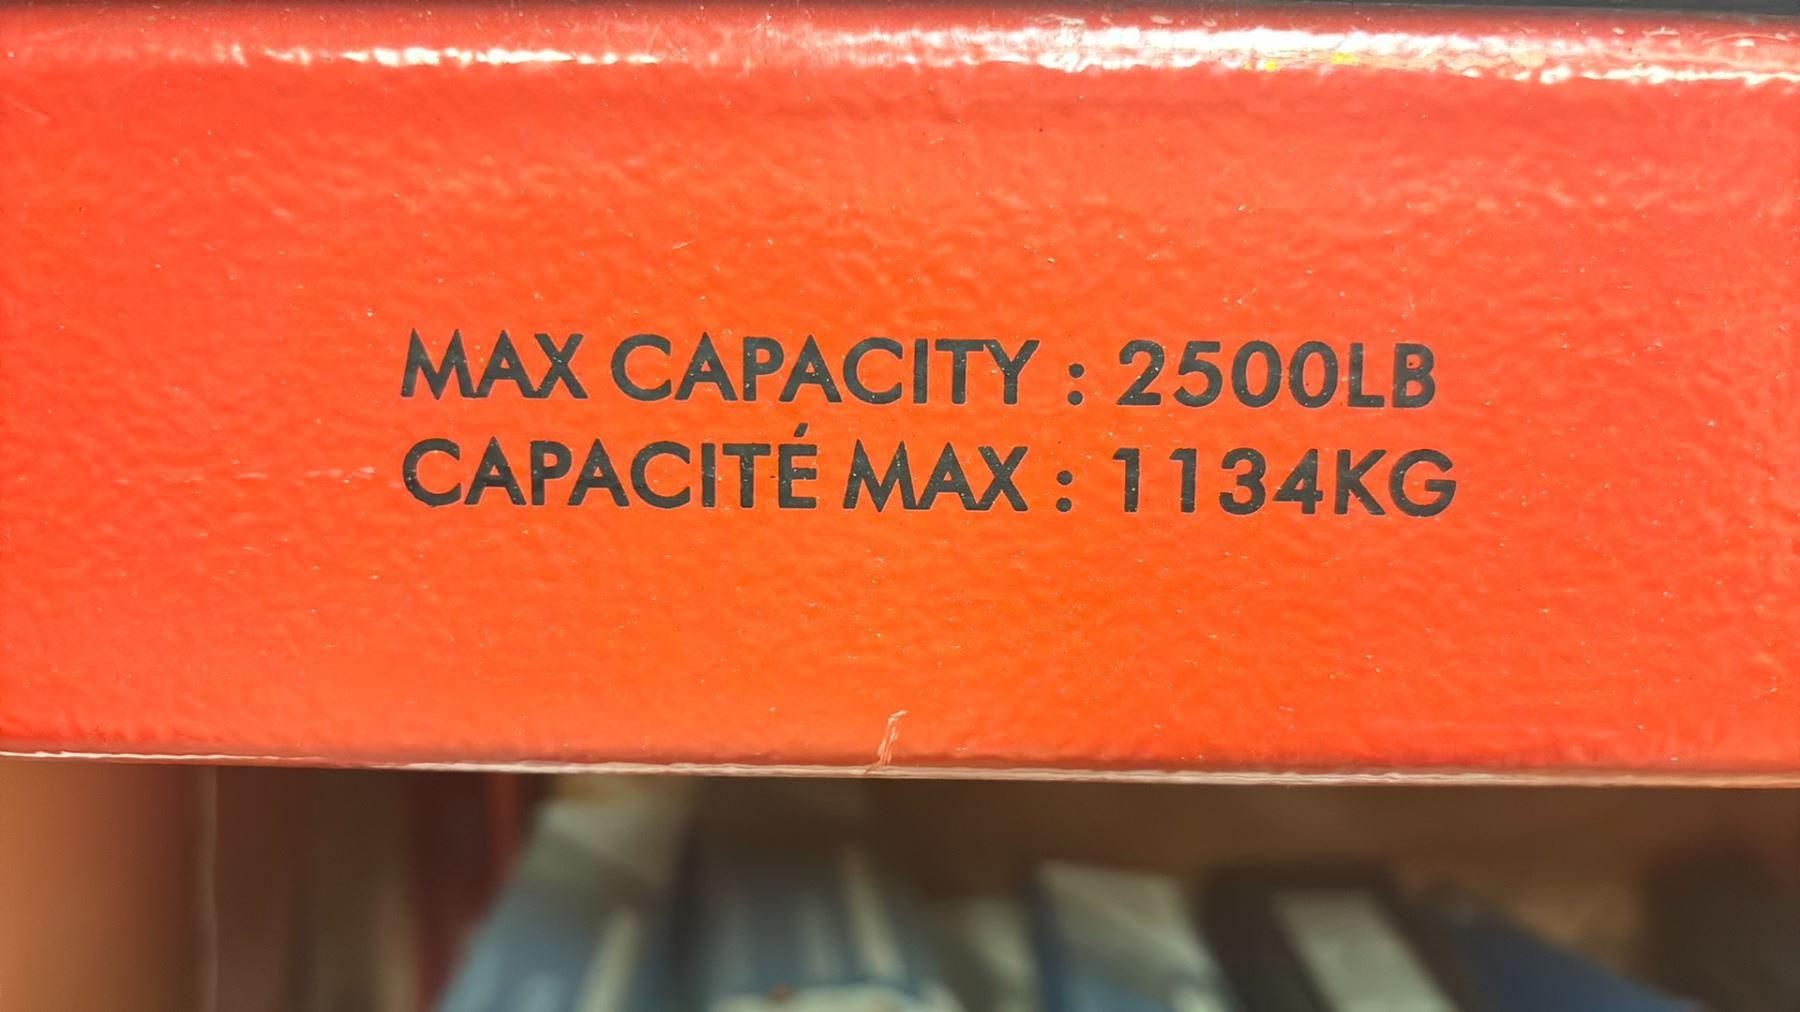 MAX CAPACITY : 2500LB
CAPACITÉ MAX : 1134KG